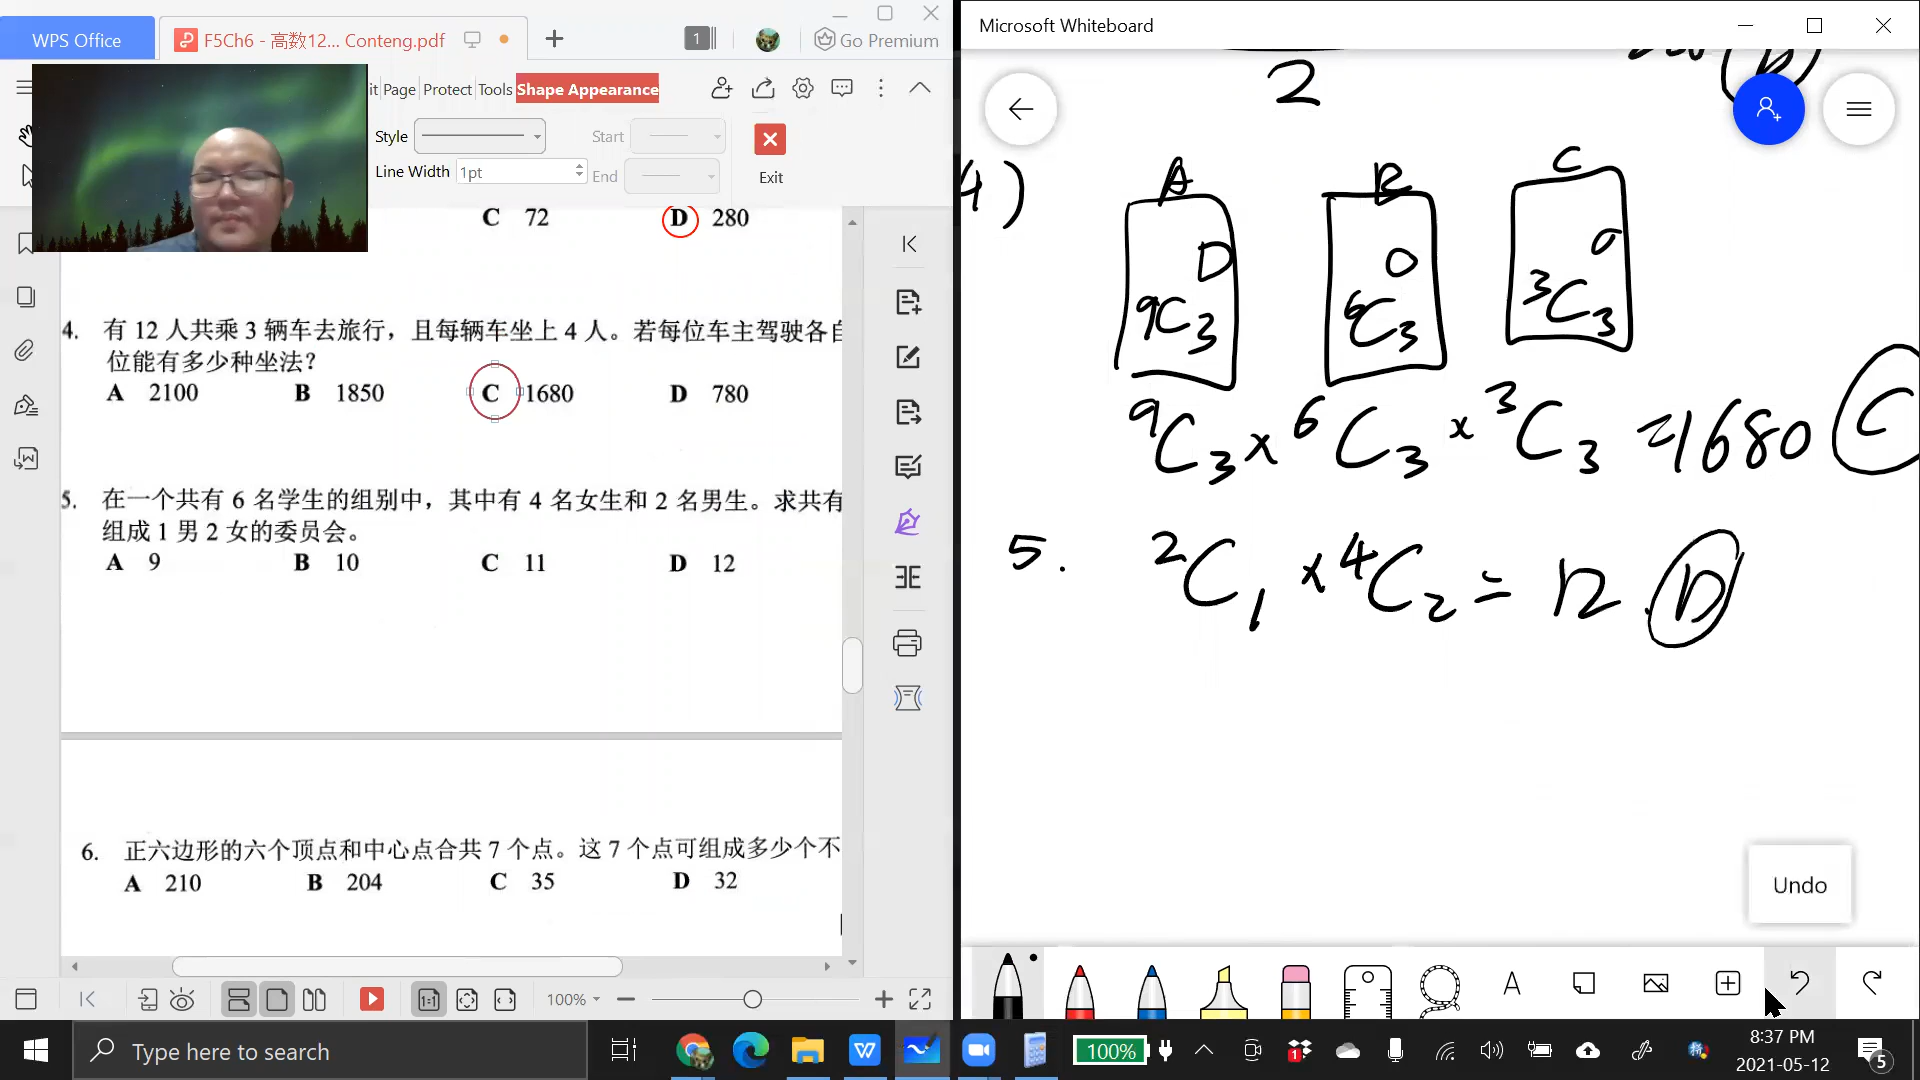 WPS Office
F5Ch6 - 高数12... Conteng.pdf
1
Go Premium
it Page Protect Tools Shape Appearance
Style
Start
Line Width 1pt
End
Exit
C 72 D 280
4. 有 12 人共乘 3 辆车去旅行，且每辆车坐上 4 人。若每位车主驾驶各自
位能有多少种坐法？
A 2100 B 1850 C 1680 D 780
5. 在一个共有 6 名学生的组别中，其中有 4 名女生和 2 名男生。求共有
组成 1 男 2 女的委员会。
A 9 B 10 C 11 D 12
6. 正六边形的六个顶点和中心点合共 7 个点。这 7 个点可组成多少个不
A 210 B 204 C 35 D 32
100%
Microsoft Whiteboard
2
4)
A B C
D O O
⁹C₃ ⁶C₃ ³C₃
⁹C₃ × ⁶C₃ × ³C₃ = 1680 C
5. ²C₁ × ⁴C₂ = 12 . D
Undo
Type here to search
100%
1
8:37 PM
2021-05-12
5